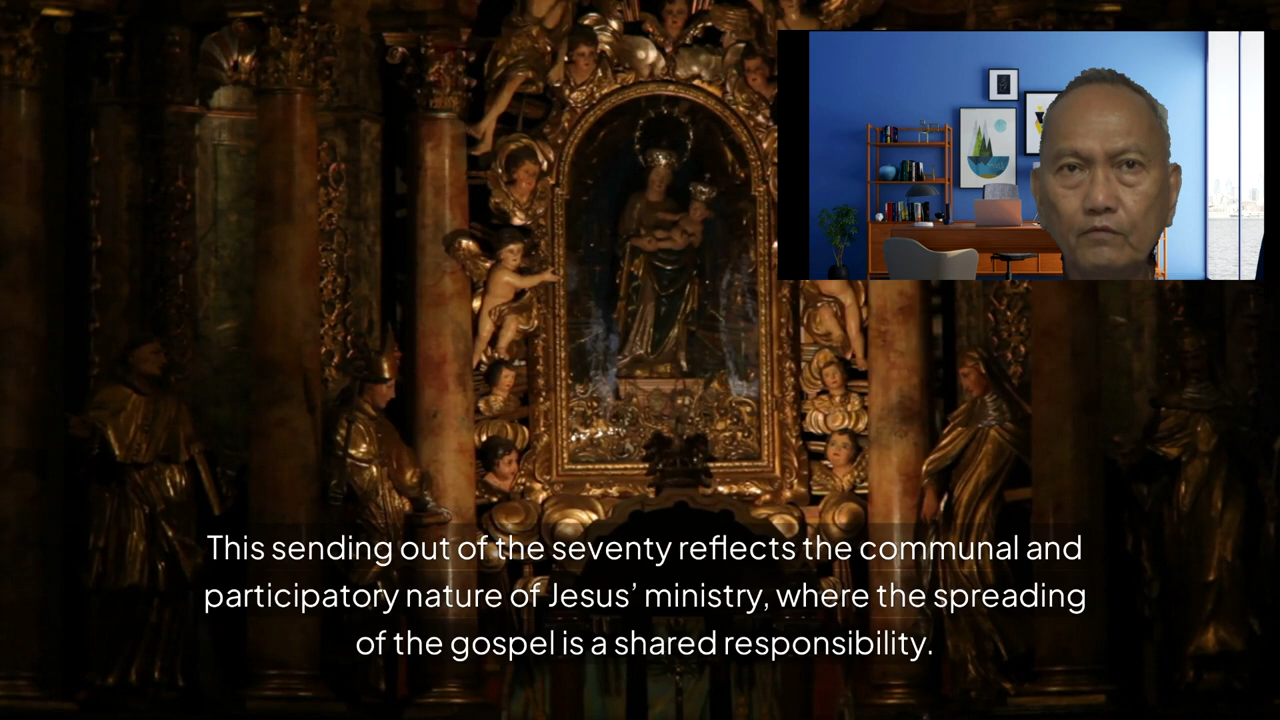 This sending out of the seventy reflects the communal and
participatory nature of Jesus’ ministry, where the spreading
of the gospel is a shared responsibility.